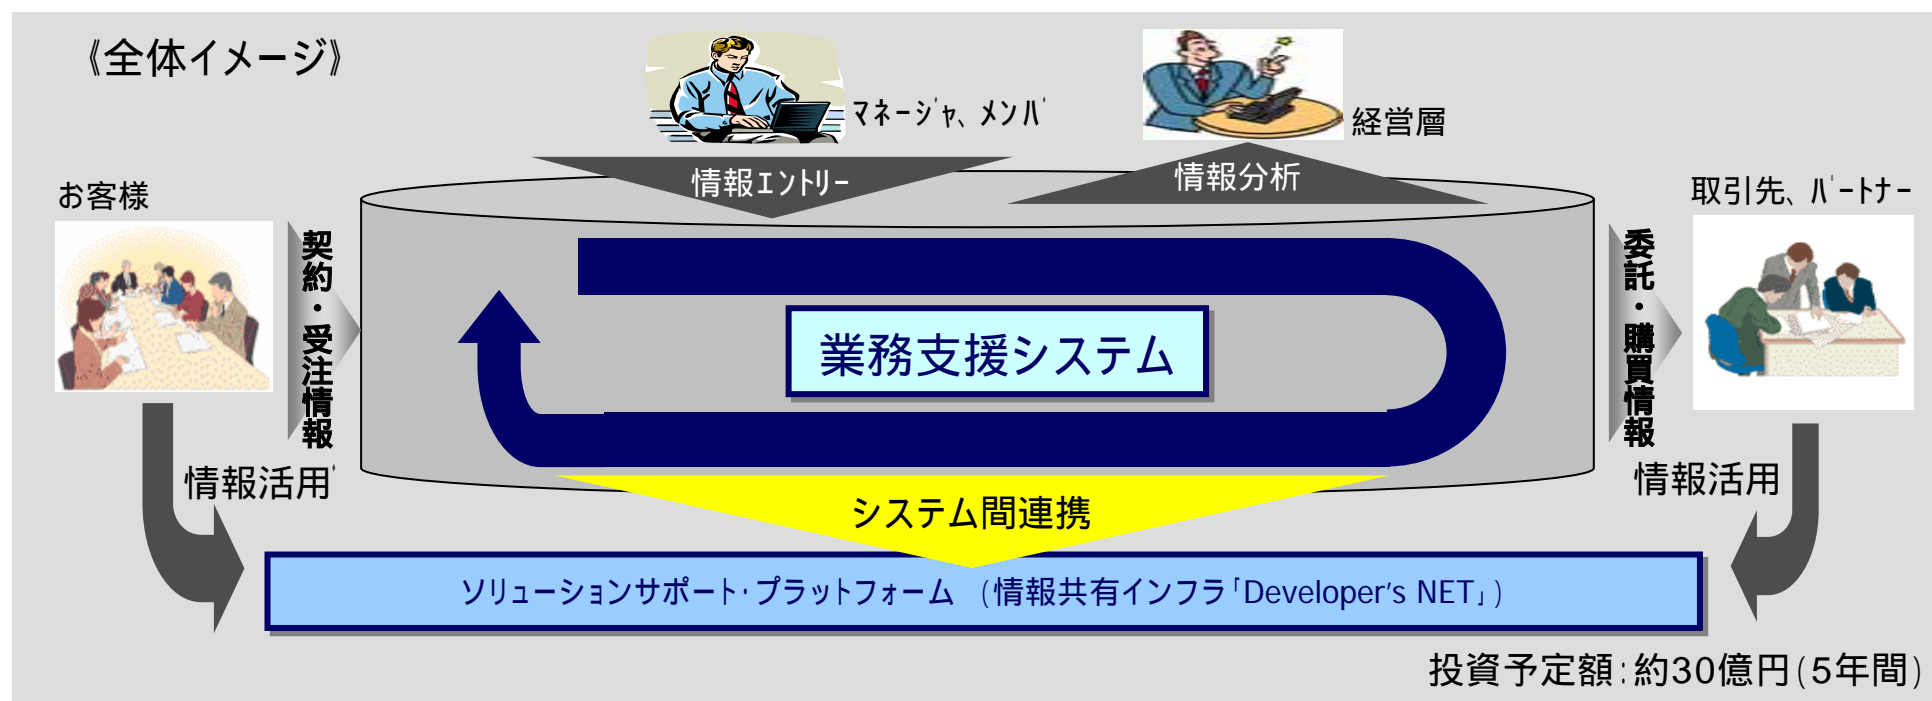 《全体イメージ》
マネージャ、メンバ
経営層
情報エントリー
情報分析
お客様
取引先、パートナー
契約・受注情報
委託・購買情報
業務支援システム
情報活用
情報活用
システム間連携
ソリューションサポート・プラットフォーム (情報共有インフラ「Developer's NET」)
投資予定額:約30億円(5年間)